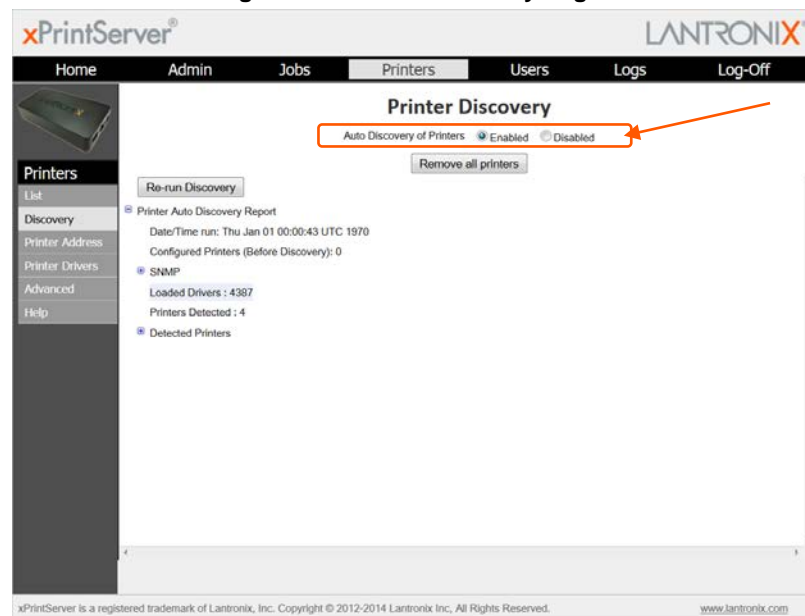 xPrintServer®
LANTRONIX®
Home Admin Jobs Printers Users Logs Log-Off
Printer Discovery
Auto Discovery of Printers Enabled Disabled
Remove all printers
Printers
List
Discovery
Printer Address
Printer Drivers
Advanced
Help
Re-run Discovery
Printer Auto Discovery Report
Date/Time run: Thu Jan 01 00:00:43 UTC 1970
Configured Printers (Before Discovery): 0
SNMP
Loaded Drivers : 4387
Printers Detected : 4
Detected Printers
xPrintServer is a registered trademark of Lantronix, Inc. Copyright © 2012-2014 Lantronix Inc, All Rights Reserved.
www.lantronix.com